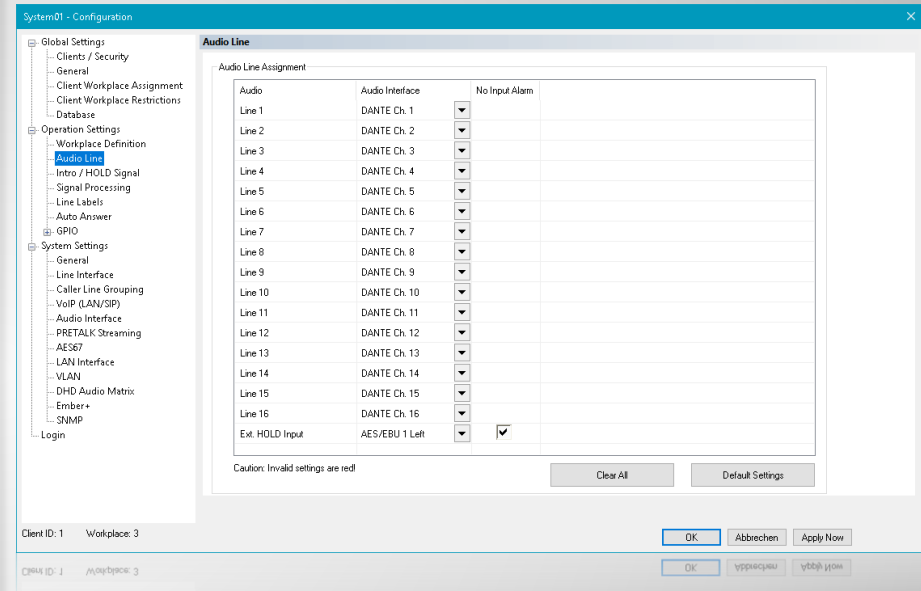 System01 - Configuration
Global Settings
Clients / Security
General
Client Workplace Assignment
Client Workplace Restrictions
Database
Operation Settings
Workplace Definition
Audio Line
Intro / HOLD Signal
Signal Processing
Line Labels
Auto Answer
GPIO
System Settings
General
Line Interface
Caller Line Grouping
VoIP (LAN/SIP)
Audio Interface
PRETALK Streaming
AES67
LAN Interface
VLAN
DHD Audio Matrix
Ember+
SNMP
Login
Audio Line
Audio Line Assignment
Audio Audio Interface No Input Alarm
Line 1 DANTE Ch. 1
Line 2 DANTE Ch. 2
Line 3 DANTE Ch. 3
Line 4 DANTE Ch. 4
Line 5 DANTE Ch. 5
Line 6 DANTE Ch. 6
Line 7 DANTE Ch. 7
Line 8 DANTE Ch. 8
Line 9 DANTE Ch. 9
Line 10 DANTE Ch. 10
Line 11 DANTE Ch. 11
Line 12 DANTE Ch. 12
Line 13 DANTE Ch. 13
Line 14 DANTE Ch. 14
Line 15 DANTE Ch. 15
Line 16 DANTE Ch. 16
Ext. HOLD Input AES/EBU 1 Left
Caution: Invalid settings are red!
Clear All Default Settings
Client ID: 1 Workplace: 3
OK Abbrechen Apply Now